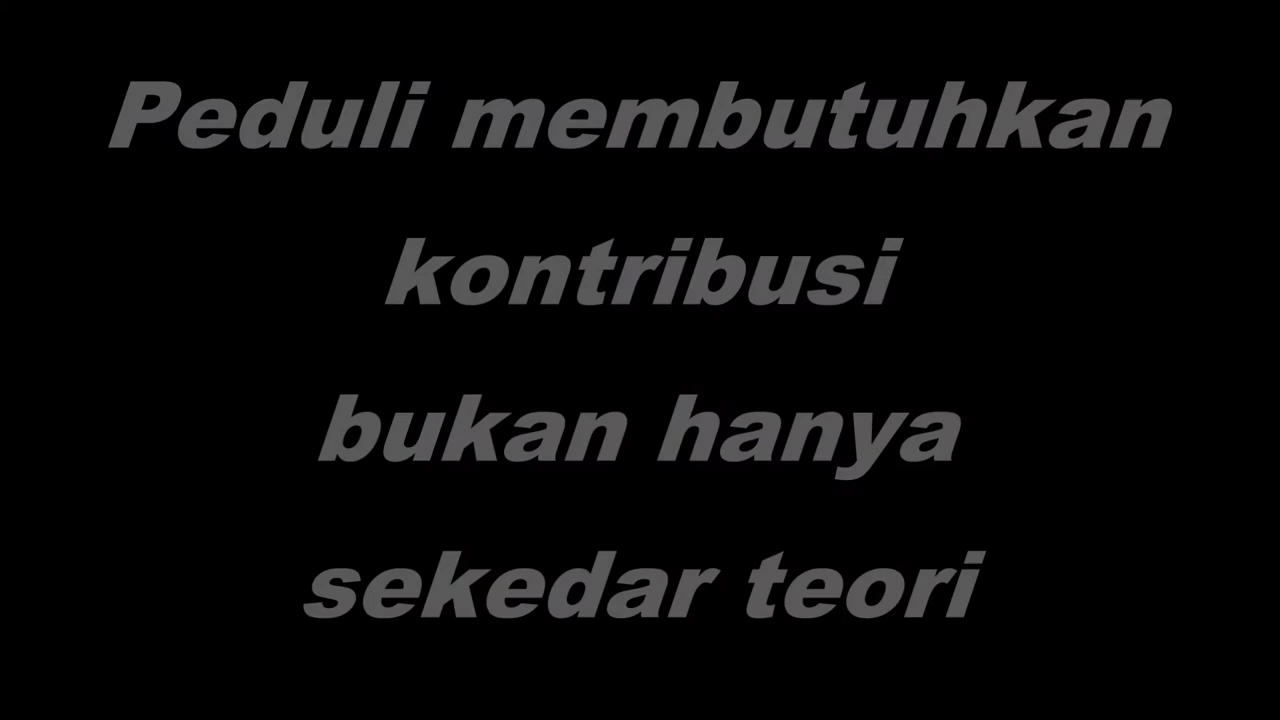 Peduli membutuhkan
kontribusi
bukan hanya
sekedar teori